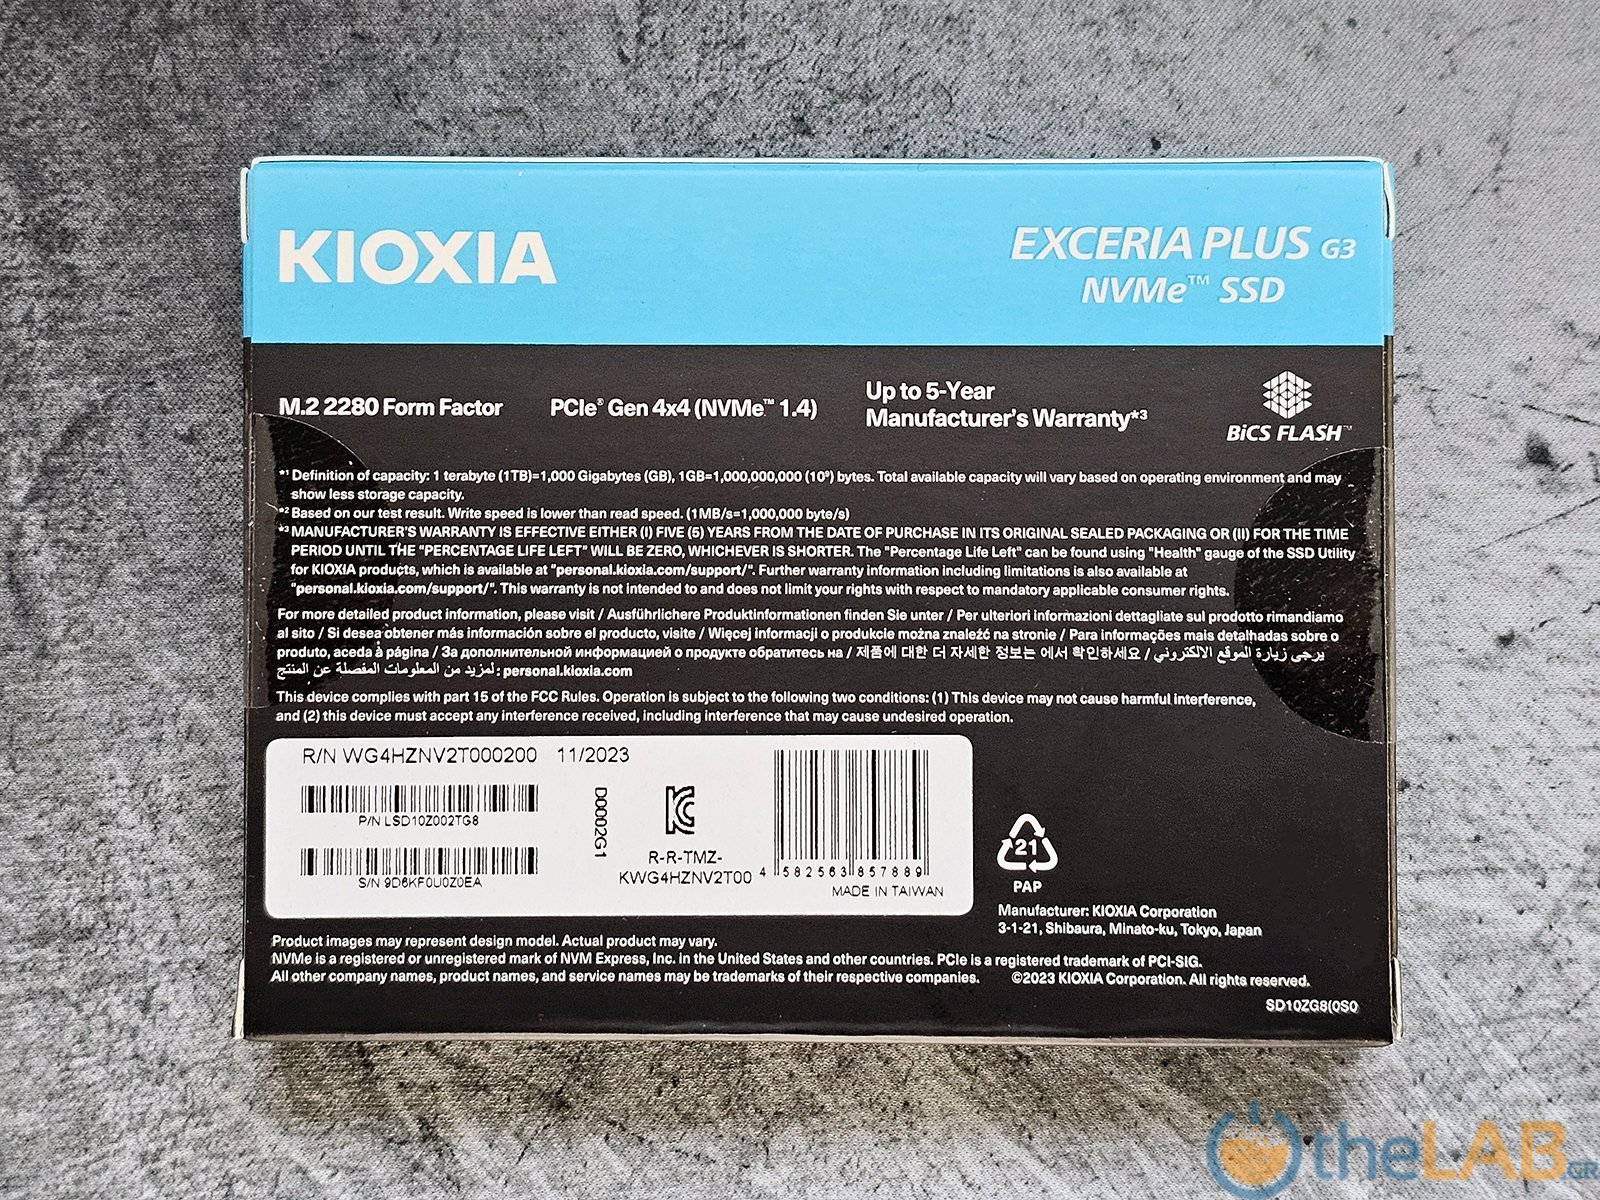 KIOXIA
EXCERIA PLUS G3
NVMe™ SSD
M.2 2280 Form Factor
PCIe® Gen 4x4 (NVMe™ 1.4)
Up to 5-Year
Manufacturer's Warranty*3
BiCS FLASH™
*1 Definition of capacity: 1 terabyte (1TB)=1,000 Gigabytes (GB), 1GB=1,000,000,000 (10⁹) bytes. Total available capacity will vary based on operating environment and may
show less storage capacity.
*2 Based on our test result. Write speed is lower than read speed. (1MB/s=1,000,000 byte/s)
*3 MANUFACTURER'S WARRANTY IS EFFECTIVE EITHER (I) FIVE (5) YEARS FROM THE DATE OF PURCHASE IN ITS ORIGINAL SEALED PACKAGING OR (II) FOR THE TIME
PERIOD UNTIL THE "PERCENTAGE LIFE LEFT" WILL BE ZERO, WHICHEVER IS SHORTER. The "Percentage Life Left" can be found using "Health" gauge of the SSD Utility
for KIOXIA products, which is available at "personal.kioxia.com/support/". Further warranty information including limitations is also available at
"personal.kioxia.com/support/". This warranty is not intended to and does not limit your rights with respect to mandatory applicable consumer rights.
For more detailed product information, please visit / Ausführlichere Produktinformationen finden Sie unter / Per ulteriori informazioni dettagliate sul prodotto rimandiamo
al sito / Si desea obtener más información sobre el producto, visite / Więcej informacji o produkcie można znaleźć na stronie / Para informações mais detalhadas sobre o
produto, aceda à página / За дополнительной информацией о продукте обратитесь на / 제품에 대한 더 자세한 정보는 에서 확인하세요 / يرجى زيارة الموقع الالكتروني
لمزيد من المعلومات المفصلة عن المنتج: personal.kioxia.com
This device complies with part 15 of the FCC Rules. Operation is subject to the following two conditions: (1) This device may not cause harmful interference,
and (2) this device must accept any interference received, including interference that may cause undesired operation.
R/N WG4HZNV2T000200 11/2023
P/N LSD10Z002TG8
S/N 9D6KF0U0Z0EA
D0002G1
R-R-TMZ-
KWG4HZNV2T00
4 582563 857889
MADE IN TAIWAN
21
PAP
Manufacturer: KIOXIA Corporation
3-1-21, Shibaura, Minato-ku, Tokyo, Japan
Product images may represent design model. Actual product may vary.
NVMe is a registered or unregistered mark of NVM Express, Inc. in the United States and other countries. PCIe is a registered trademark of PCI-SIG.
All other company names, product names, and service names may be trademarks of their respective companies. ©2023 KIOXIA Corporation. All rights reserved.
SD10ZG8(0S0
theLAB.GR